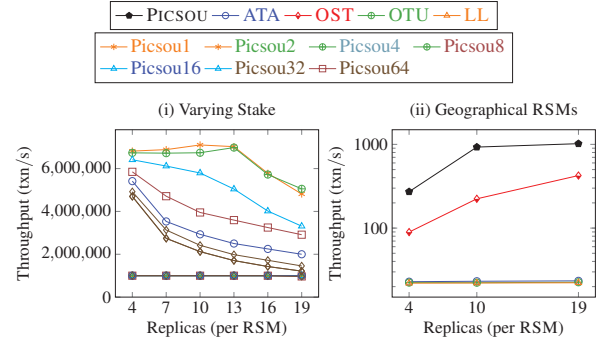 PICSOU ATA OST OTU LL
Picsou1 Picsou2 Picsou4 Picsou8
Picsou16 Picsou32 Picsou64
(i) Varying Stake
(ii) Geographical RSMs
Throughput (txn/s)
6,000,000
4,000,000
2,000,000
0
4 7 10 13 16 19
Replicas (per RSM)
Throughput (txn/s)
1000
100
4 10 19
Replicas (per RSM)